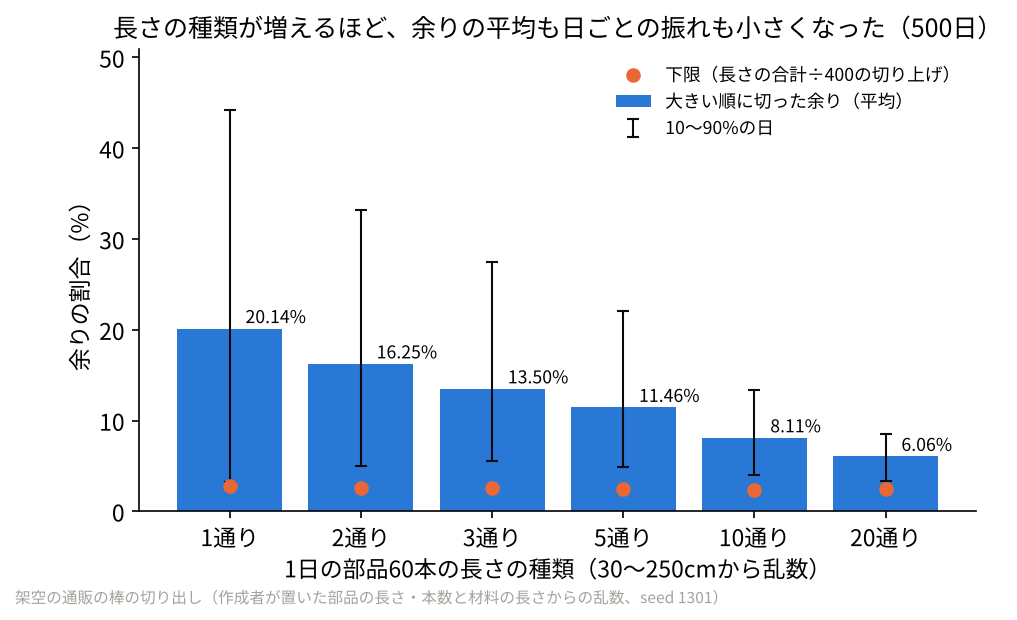 長さの種類が増えるほど、余りの平均も日ごとの振れも小さくなった（500日）
下限（長さの合計÷400の切り上げ）
大きい順に切った余り（平均）
10〜90%の日
余りの割合（%）
50
40
30
20
10
0
20.14%
16.25%
13.50%
11.46%
8.11%
6.06%
1通り
2通り
3通り
5通り
10通り
20通り
1日の部品60本の長さの種類（30〜250cmから乱数）
架空の通販の棒の切り出し（作成者が置いた部品の長さ・本数と材料の長さからの乱数、seed 1301）